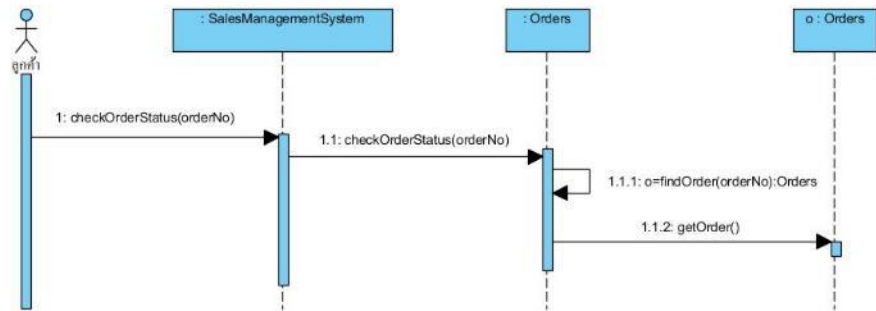 : SalesManagementSystem
: Orders
o : Orders
ลูกค้า
1: checkOrderStatus(orderNo)
1.1: checkOrderStatus(orderNo)
1.1.1: o=findOrder(orderNo):Orders
1.1.2: getOrder()